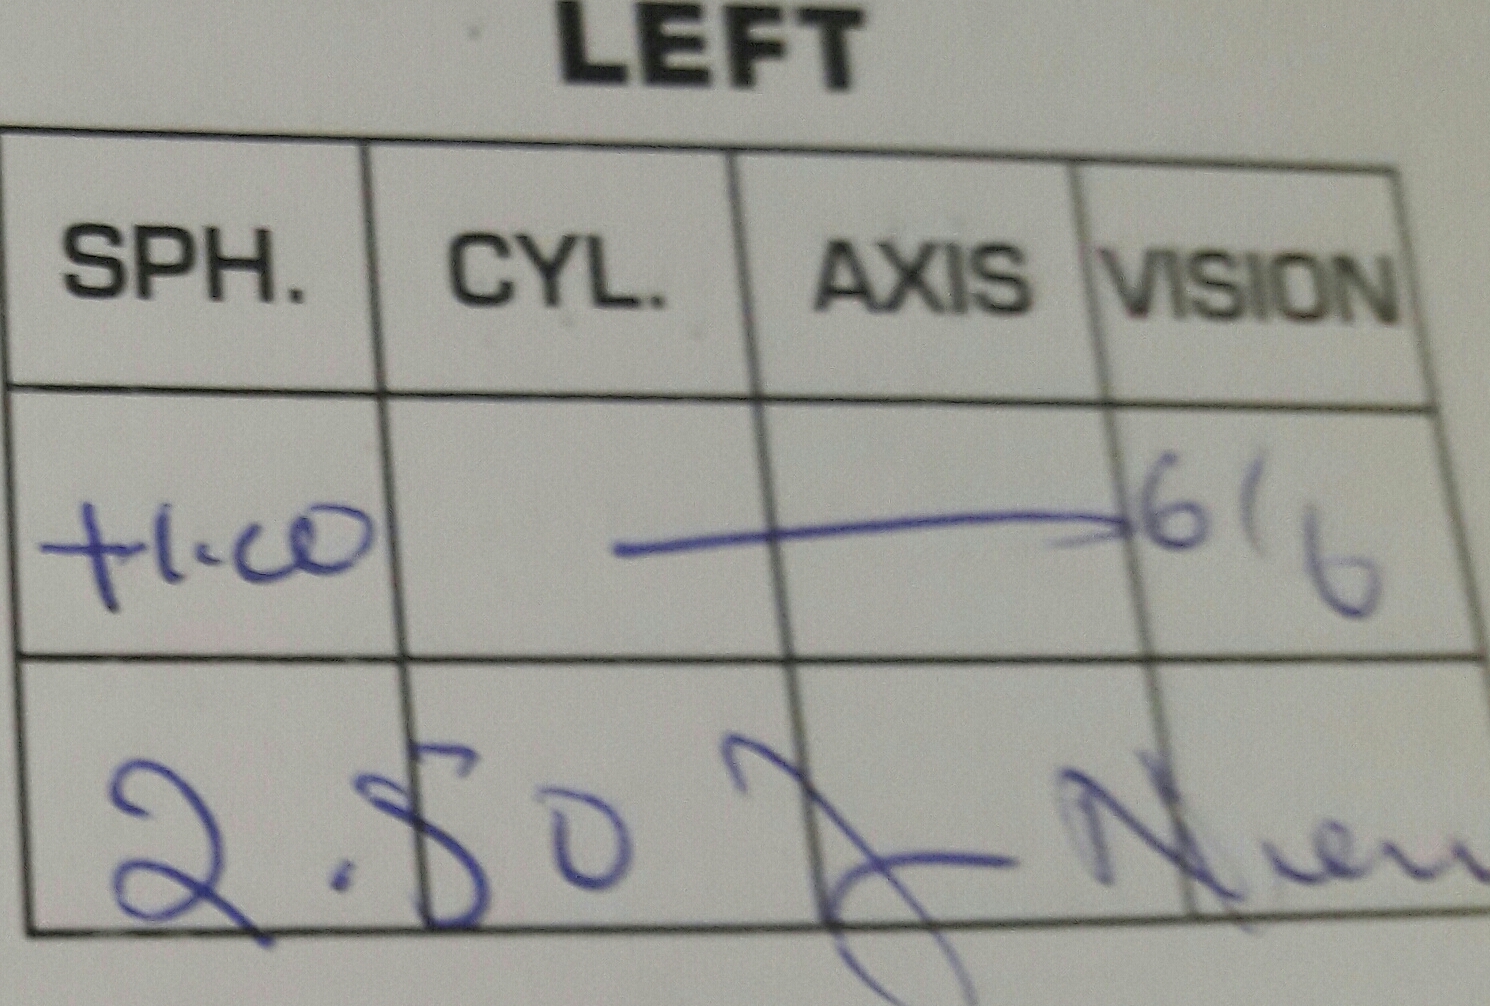 LEFT
SPH. CYL. AXIS VISION
+1.00 — 6/6
2.50